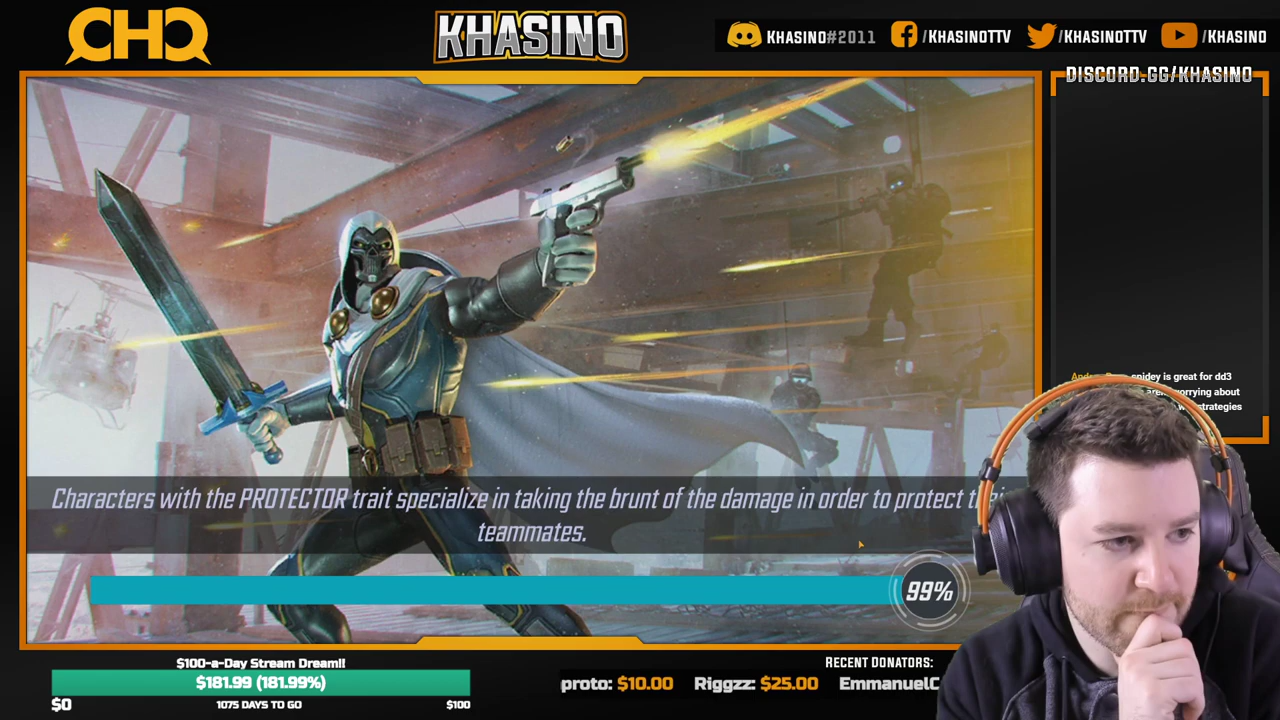 CHQ
KHASINO
KHASINO#2011
/KHASINOTTV
/KHASINOTTV
/KHASINO
DISCORD.GG/KHASINO
spidey is great for dd3
worrying about
strategies
Characters with the PROTECTOR trait specialize in taking the brunt of the damage in order to protect
teammates.
99%
$100-a-Day Stream Dream!!
$181.99 (181.99%)
$0
1075 DAYS TO GO
$100
RECENT DONATORS:
proto: $10.00
Riggzz: $25.00
EmmanuelC